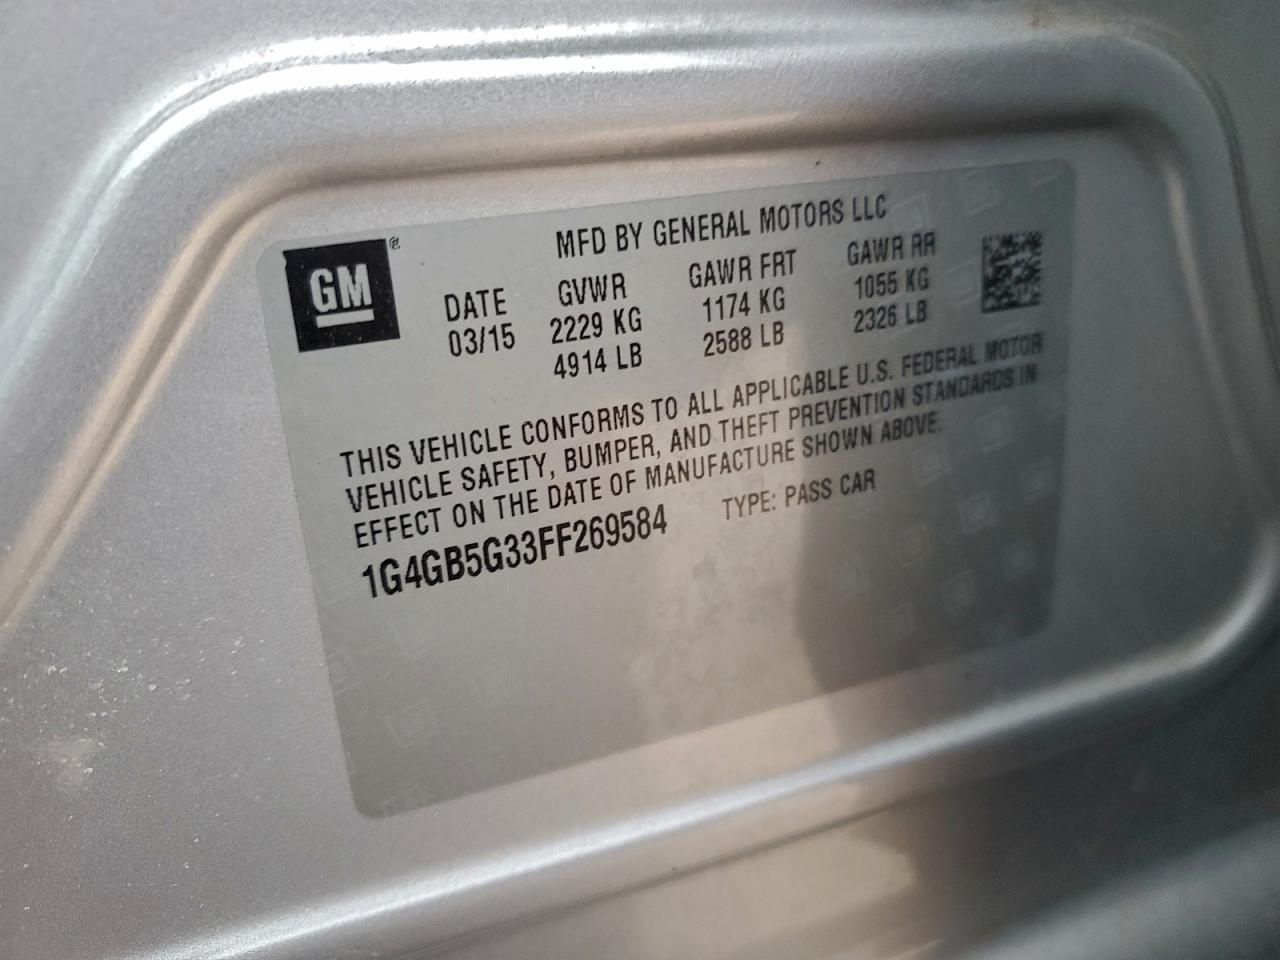 GM
MFD BY GENERAL MOTORS LLC
DATE GVWR GAWR FRT GAWR RR
03/15 2229 KG 1174 KG 1055 KG
4914 LB 2588 LB 2326 LB
THIS VEHICLE CONFORMS TO ALL APPLICABLE U.S. FEDERAL MOTOR
VEHICLE SAFETY, BUMPER, AND THEFT PREVENTION STANDARDS IN
EFFECT ON THE DATE OF MANUFACTURE SHOWN ABOVE.
1G4GB5G33FF269584 TYPE: PASS CAR